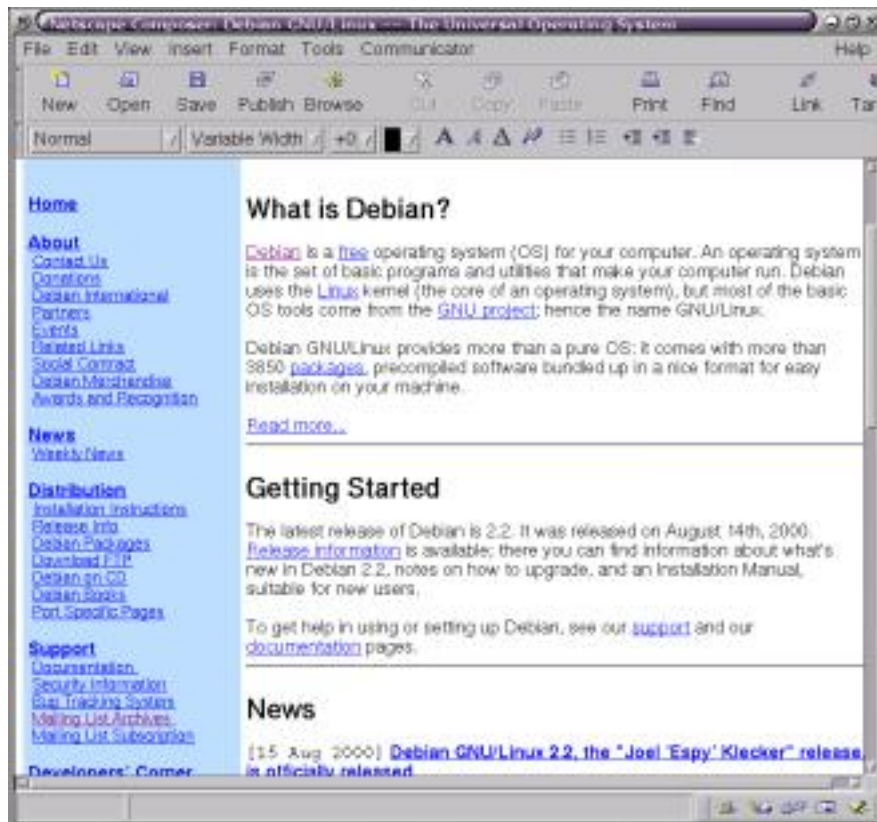 Netscape Composer: Debian GNU/Linux -- The Universal Operating System
File Edit View Insert Format Tools Communicator Help
New Open Save Publish Browse Cut Copy Paste Print Find Link Tar
Normal Variable Width +0
Home
About
Contact Us
Donations
Debian International
Partners
Events
Related Links
Social Contract
Debian Merchandise
Awards and Recognition
News
Weekly News
Distribution
Installation Instructions
Release Info
Debian Packages
Download FTP
Debian on CD
Debian Books
Port Specific Pages
Support
Documentation
Security Information
Bug Tracking System
Mailing List Archives
Mailing List Subscription
Developers' Corner
What is Debian?
Debian is a free operating system (OS) for your computer. An operating system
is the set of basic programs and utilities that make your computer run. Debian
uses the Linux kernel (the core of an operating system), but most of the basic
OS tools come from the GNU project; hence the name GNU/Linux.
Debian GNU/Linux provides more than a pure OS: it comes with more than
3850 packages, precompiled software bundled up in a nice format for easy
installation on your machine.
Read more...
Getting Started
The latest release of Debian is 2.2. It was released on August 14th, 2000.
Release information is available; there you can find information about what's
new in Debian 2.2, notes on how to upgrade, and an Installation Manual,
suitable for new users.
To get help in using or setting up Debian, see our support and our
documentation pages.
News
[15 Aug 2000] Debian GNU/Linux 2.2, the "Joel 'Espy' Klecker" release,
is officially released